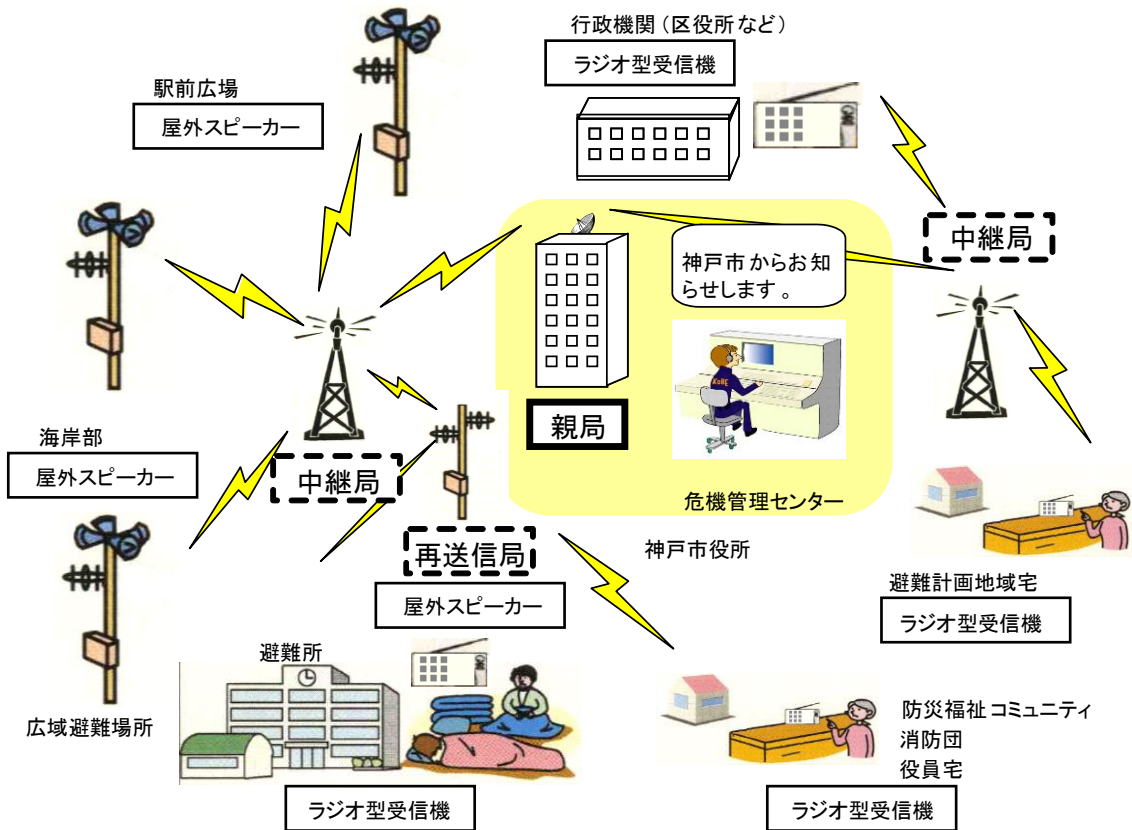 行政機関（区役所など）
ラジオ型受信機
駅前広場
屋外スピーカー
中継局
神戸市からお知
らせします。
KOBE
親局
海岸部
屋外スピーカー
中継局
危機管理センター
再送信局
神戸市役所
屋外スピーカー
避難計画地域宅
ラジオ型受信機
避難所
広域避難場所
防災福祉コミュニティ
消防団
役員宅
ラジオ型受信機
ラジオ型受信機